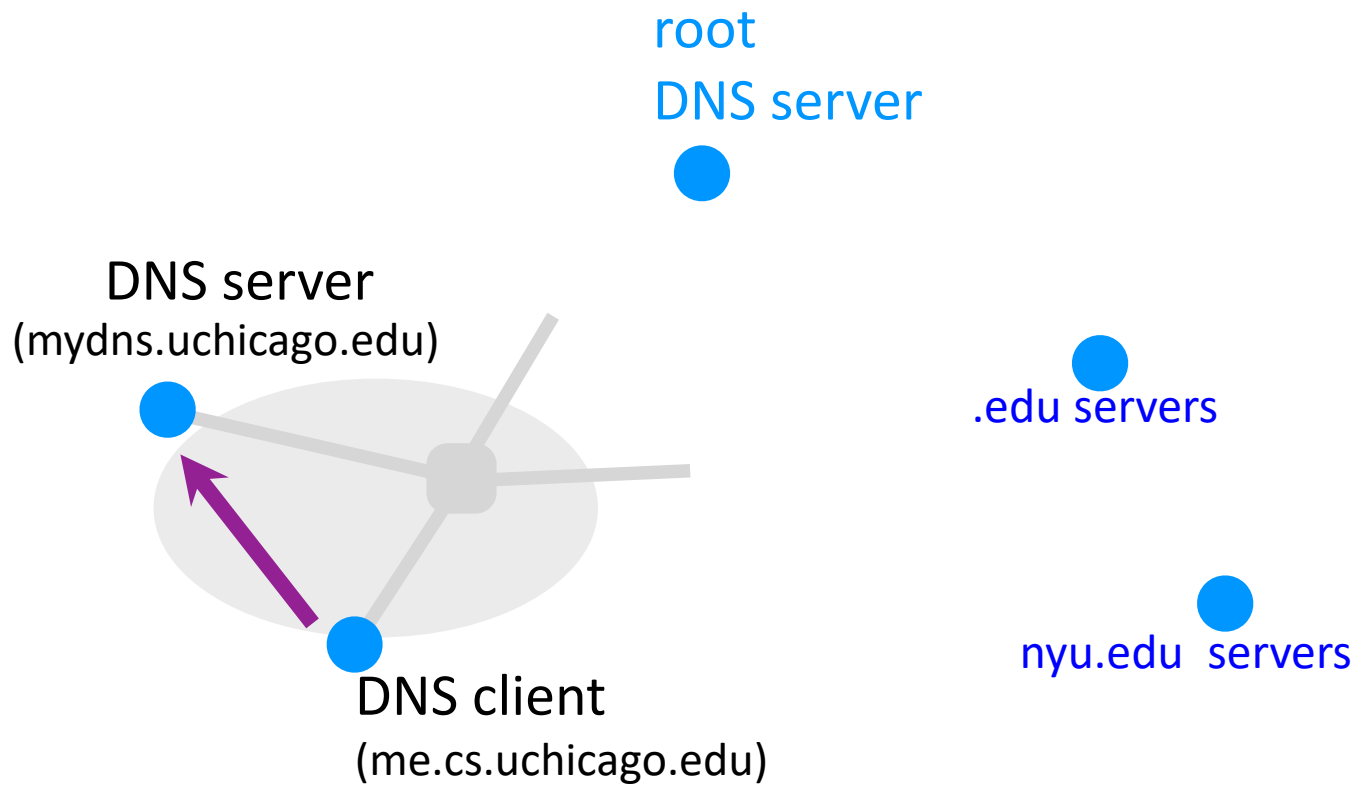 root
DNS server
DNS server
(mydns.uchicago.edu)
.edu servers
nyu.edu servers
DNS client
(me.cs.uchicago.edu)